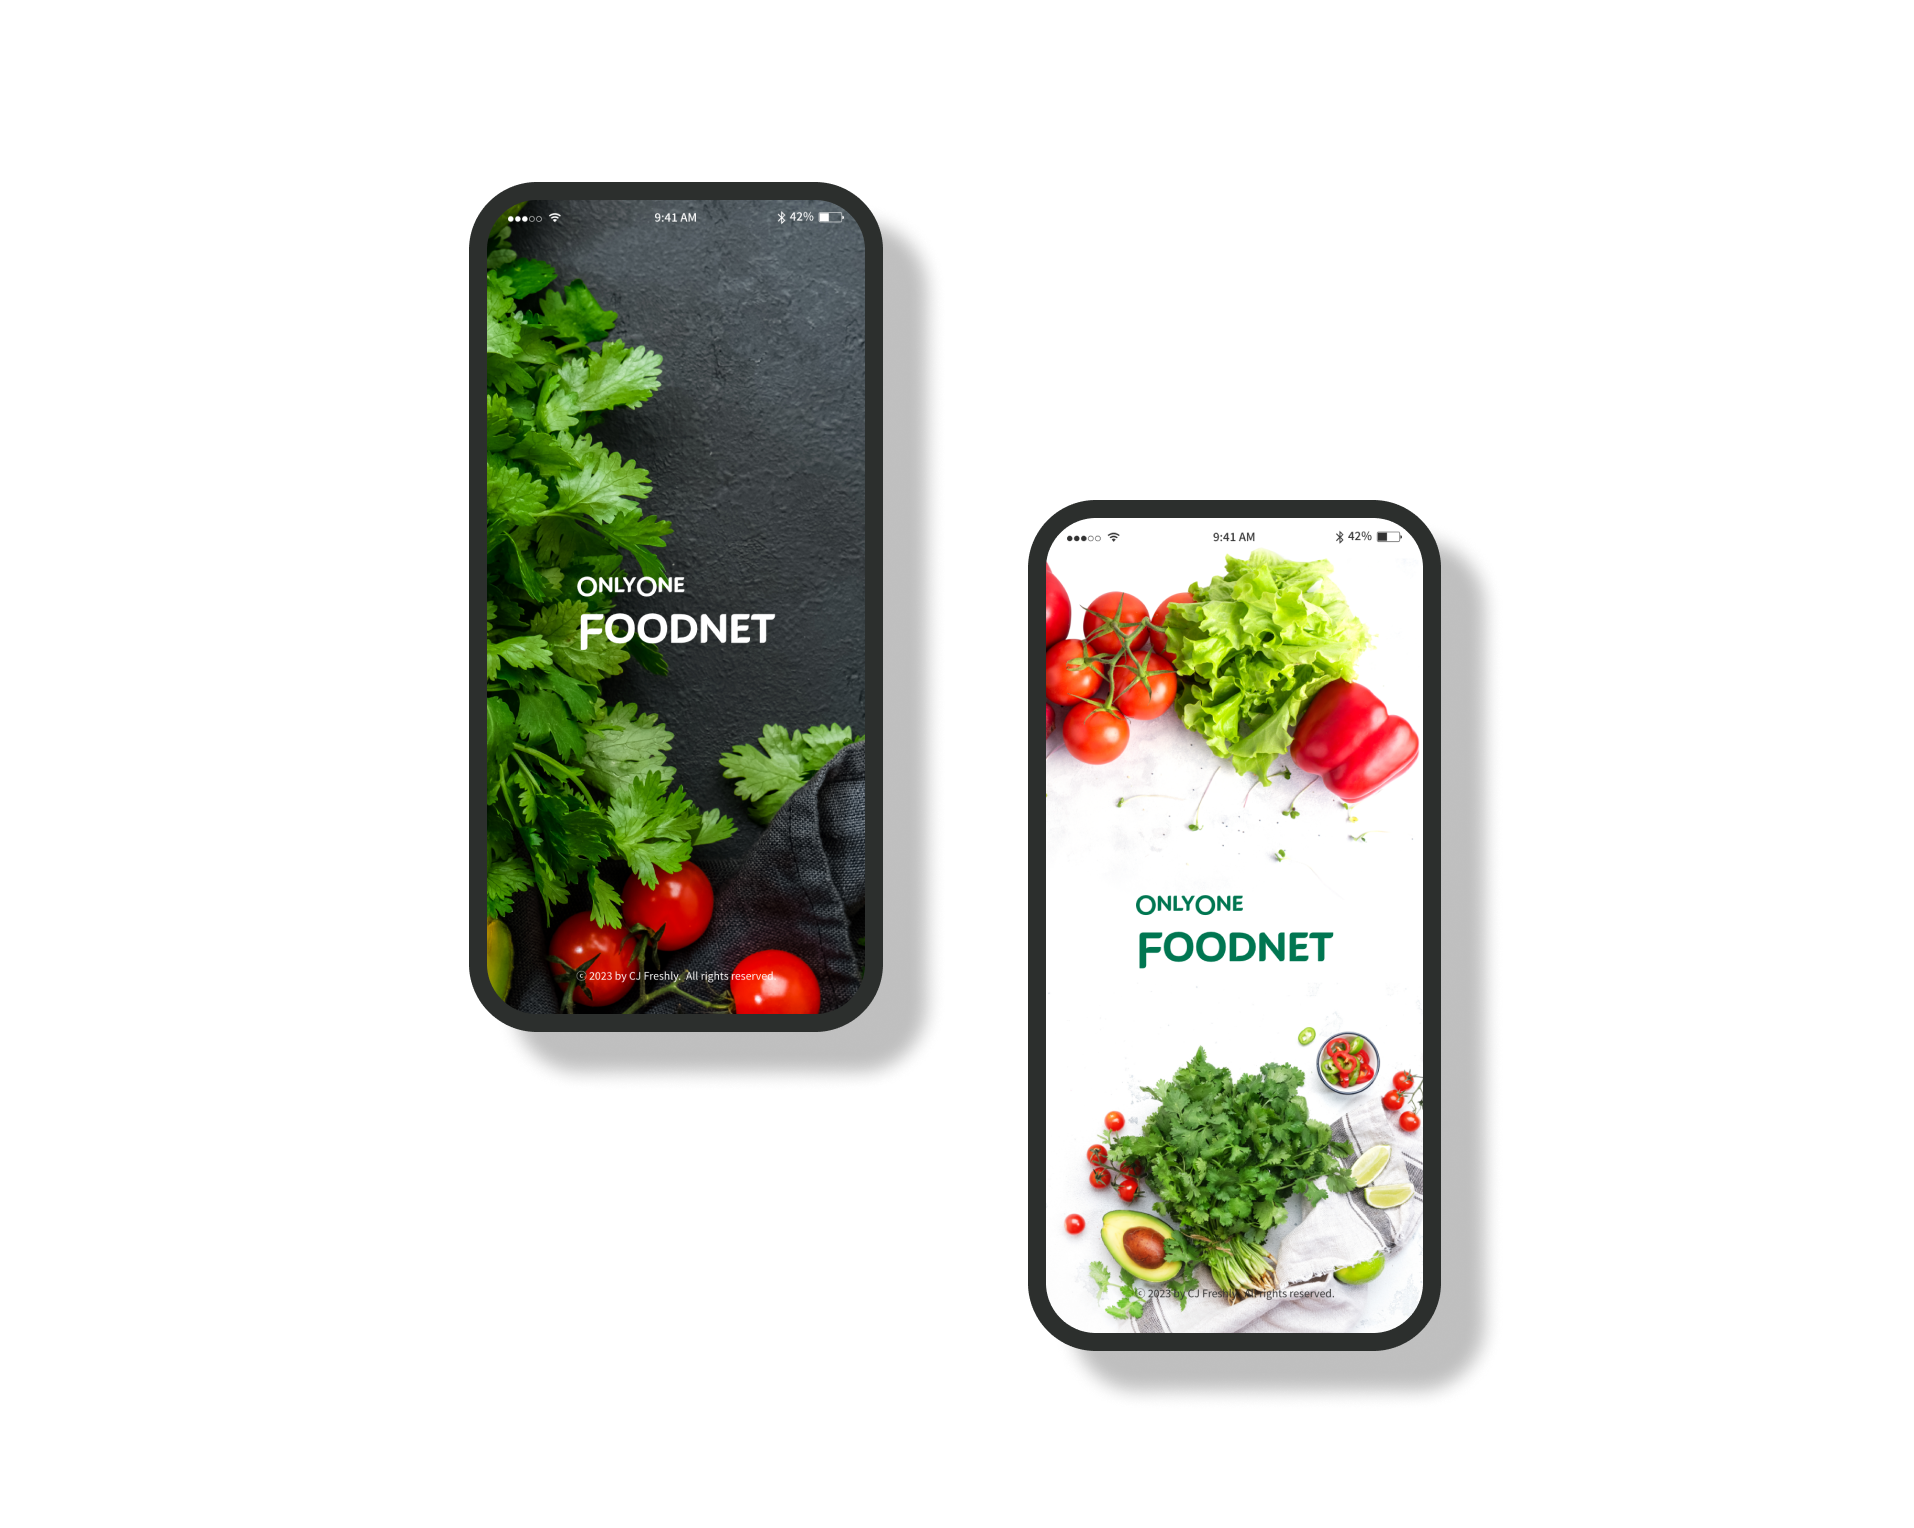 9:41 AM
42%
ONLYONE
FOODNET
ⓒ 2023 by CJ Freshly. All rights reserved.
9:41 AM
42%
ONLYONE
FOODNET
ⓒ 2023 by CJ Freshly. All rights reserved.